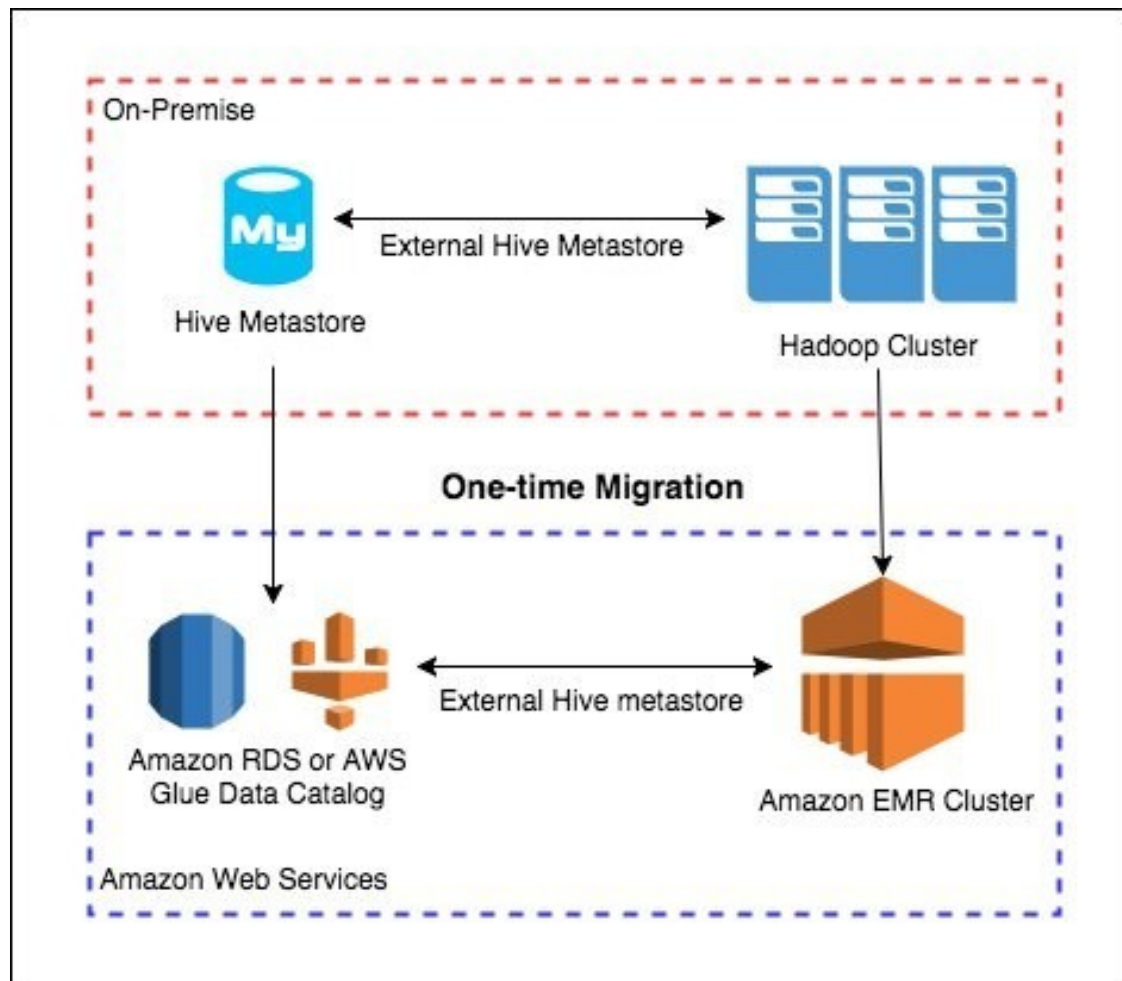 On-Premise
My
External Hive Metastore
Hive Metastore
Hadoop Cluster
One-time Migration
External Hive metastore
Amazon RDS or AWS
Glue Data Catalog
Amazon EMR Cluster
Amazon Web Services